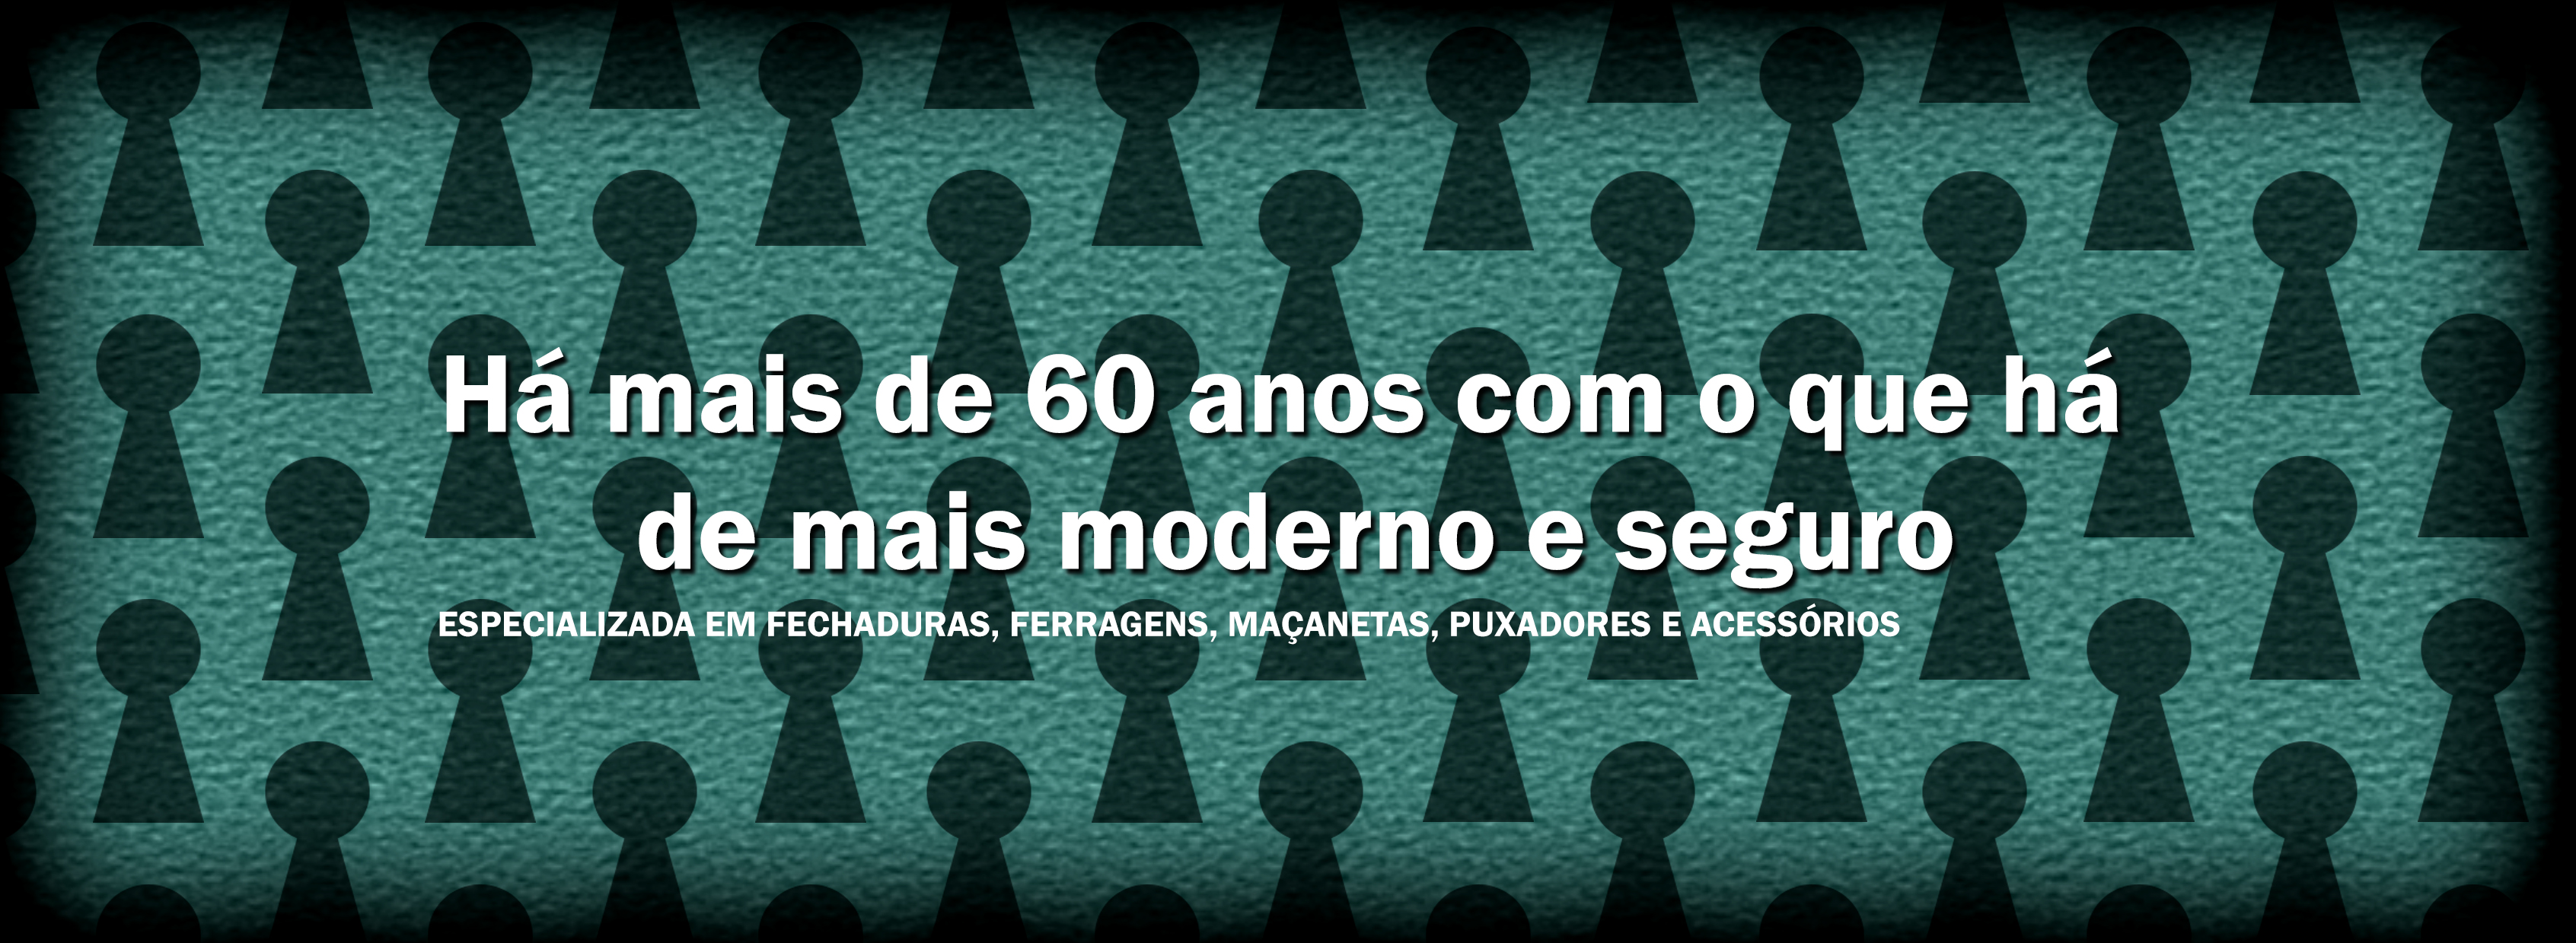 Há mais de 60 anos com o que há
de mais moderno e seguro
ESPECIALIZADA EM FECHADURAS, FERRAGENS, MAÇANETAS, PUXADORES E ACESSÓRIOS